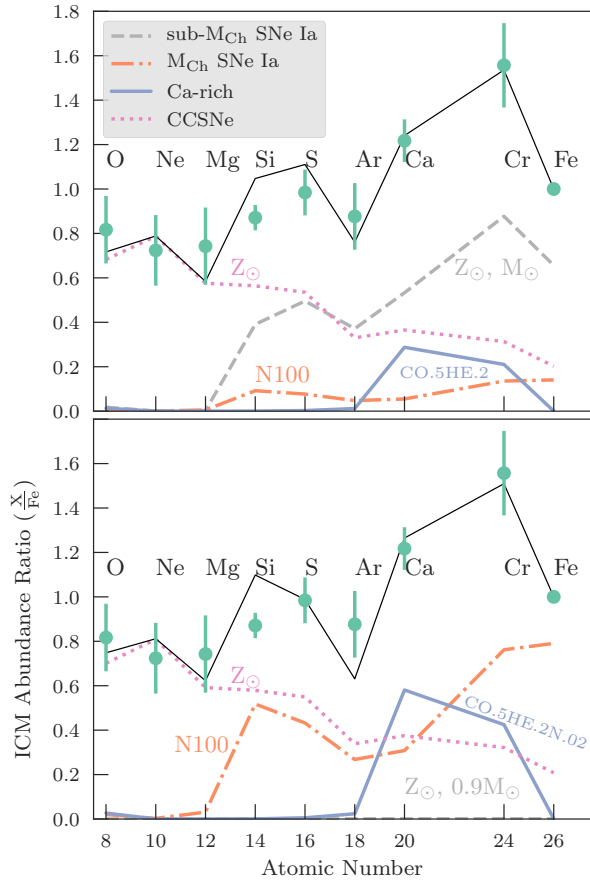 1.8
1.6
1.4
1.2
1.0
0.8
0.6
0.4
0.2
0.0
sub-M_Ch SNe Ia
M_Ch SNe Ia
Ca-rich
CCSNe
O Ne Mg Si S Ar Ca Cr Fe
Z⊙
Z⊙, M⊙
N100
CO.5HE.2
1.6
1.4
1.2
1.0
0.8
0.6
0.4
0.2
0.0
O Ne Mg Si S Ar Ca Cr Fe
Z⊙
N100
CO.5HE.2N.02
Z⊙, 0.9M⊙
8 10 12 14 16 18 20 24 26
Atomic Number
ICM Abundance Ratio (X/Fe)